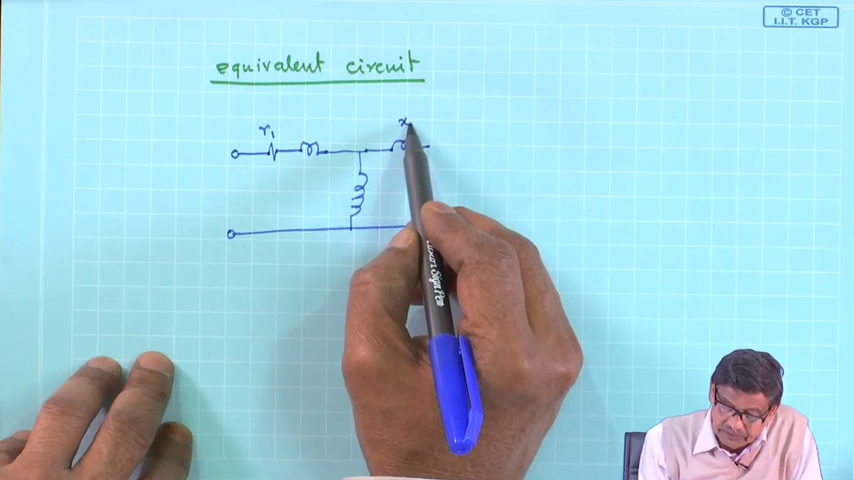 © CET
I.I.T. KGP
equivalent circuit
r₁
x